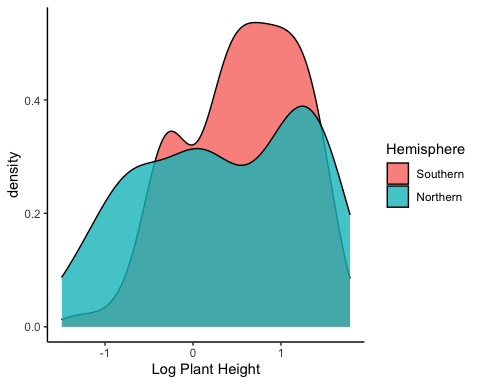 density
0.4
0.2
0.0
-1
0
1
Log Plant Height
Hemisphere
Southern
Northern